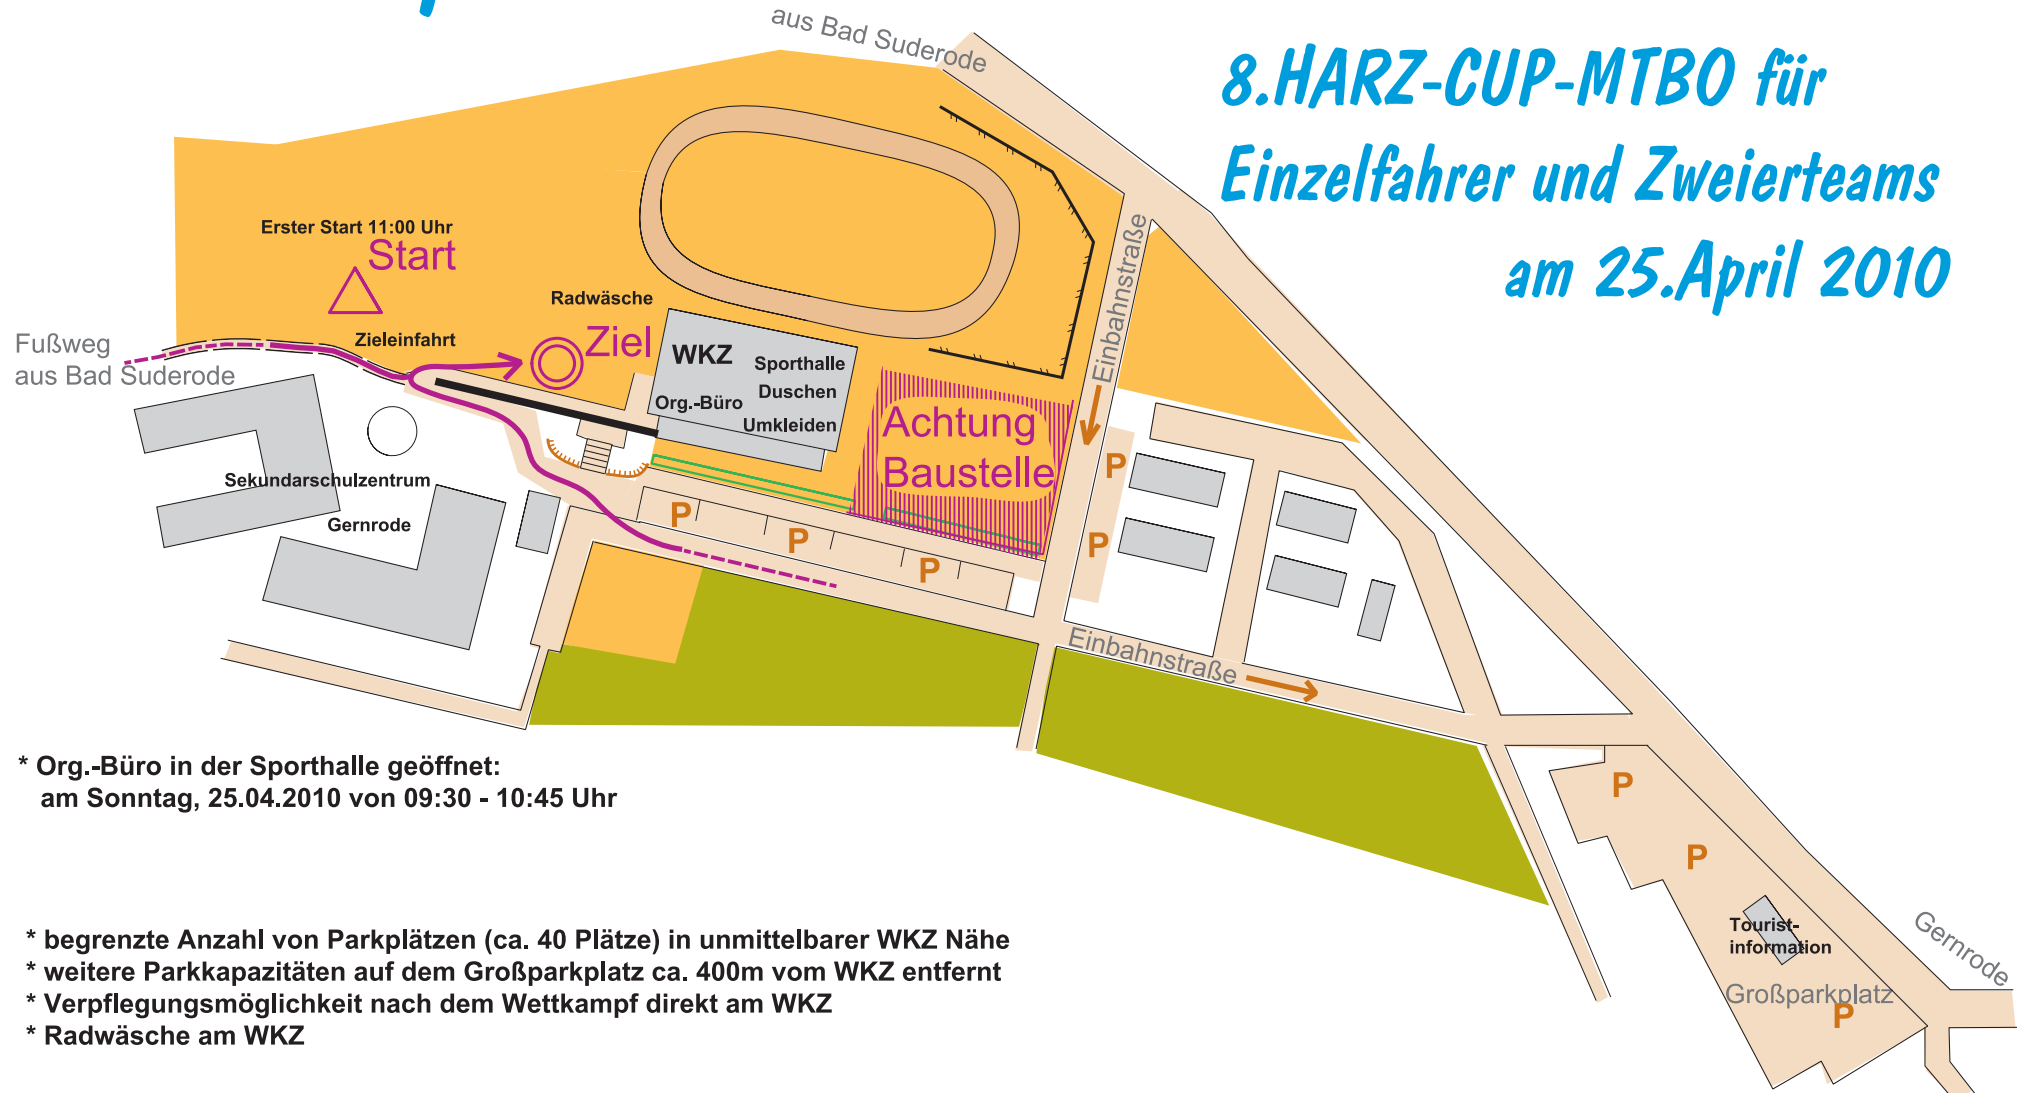 aus Bad Suderode
8.HARZ-CUP-MTBO für
Einzelfahrer und Zweierteams
am 25.April 2010
Erster Start 11:00 Uhr
Start
Radwäsche
Zieleinfahrt
Ziel
Fußweg
aus Bad Suderode
WKZ
Sporthalle
Duschen
Org.-Büro
Umkleiden
Achtung
Baustelle
Einbahnstraße
Sekundarschulzentrum
Gernrode
P
P
P
P
P
Einbahnstraße
* Org.-Büro in der Sporthalle geöffnet:
am Sonntag, 25.04.2010 von 09:30 - 10:45 Uhr
P
P
Tourist-
information
Großparkplatz
P
Gernrode
* begrenzte Anzahl von Parkplätzen (ca. 40 Plätze) in unmittelbarer WKZ Nähe
* weitere Parkkapazitäten auf dem Großparkplatz ca. 400m vom WKZ entfernt
* Verpflegungsmöglichkeit nach dem Wettkampf direkt am WKZ
* Radwäsche am WKZ